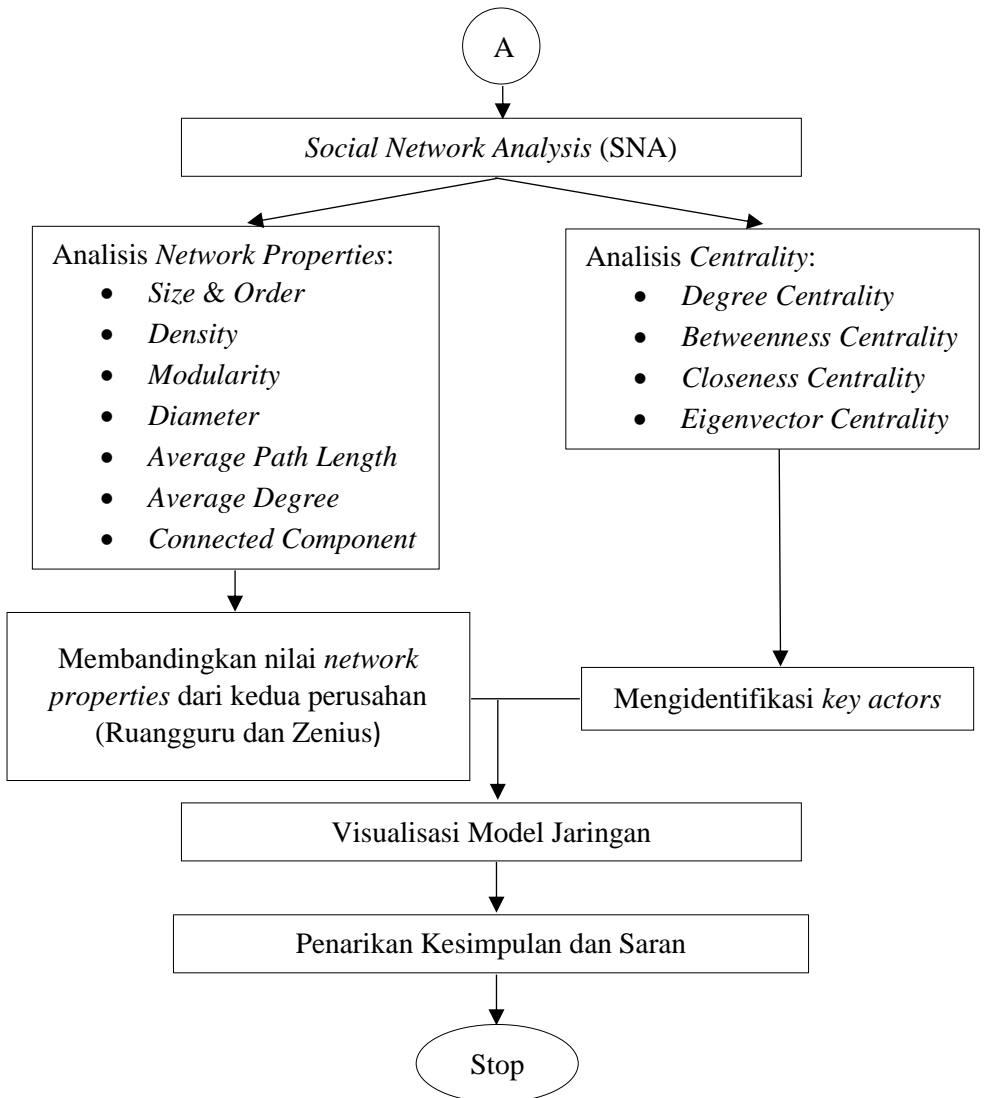 A
Social Network Analysis (SNA)
Analisis Network Properties:
• Size & Order
• Density
• Modularity
• Diameter
• Average Path Length
• Average Degree
• Connected Component
Analisis Centrality:
• Degree Centrality
• Betweenness Centrality
• Closeness Centrality
• Eigenvector Centrality
Membandingkan nilai network
properties dari kedua perusahan
(Ruangguru dan Zenius)
Mengidentifikasi key actors
Visualisasi Model Jaringan
Penarikan Kesimpulan dan Saran
Stop